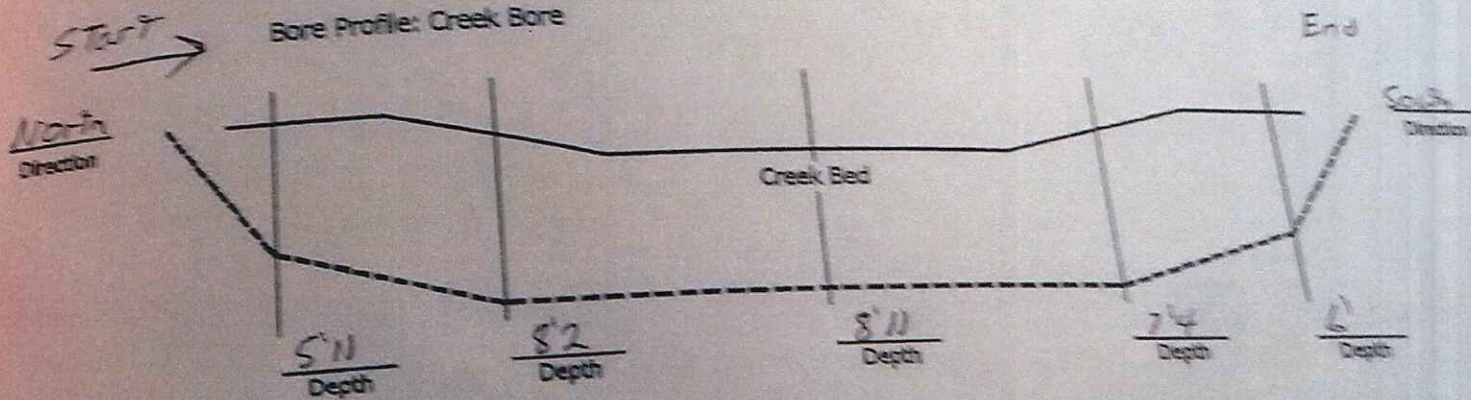 Start
Bore Profile: Creek Bore
End
North
Direction
South
Direction
Creek Bed
5'11
Depth
8'2
Depth
8'11
Depth
7'4
Depth
6'
Depth